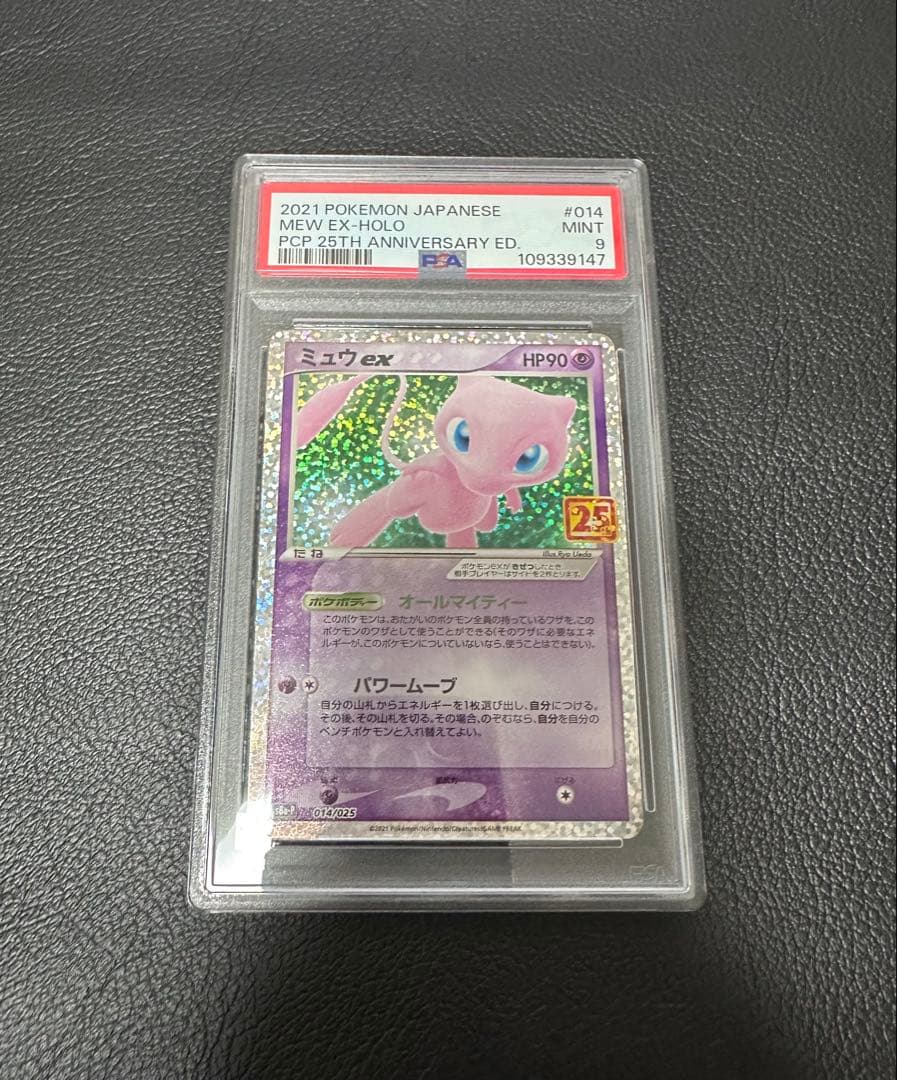 2021 POKEMON JAPANESE #014
MEW EX-HOLO MINT
PCP 25TH ANNIVERSARY ED. 9
PSA 109339147
ミュウex HP90
25
たね Illus. Ryo Ueda
ポケモンexがきぜつしたとき、
相手プレイヤーはサイドを2枚とります。
ポケボディー オールマイティー
このポケモンは、おたがいのポケモン全員の持っているワザを、この
ポケモンのワザとして使うことができる(そのワザに必要なエネ
ルギーが、このポケモンについていないなら、使うことはできない)。
パワームーブ
自分の山札からエネルギーを1枚選び出し、自分につける。
その後、その山札を切る。その場合、のぞむなら、自分を自分の
ベンチポケモンと入れ替えてよい。
にげる
s8a-P 014/025
©2021 Pokémon/Nintendo/Creatures/GAME FREAK